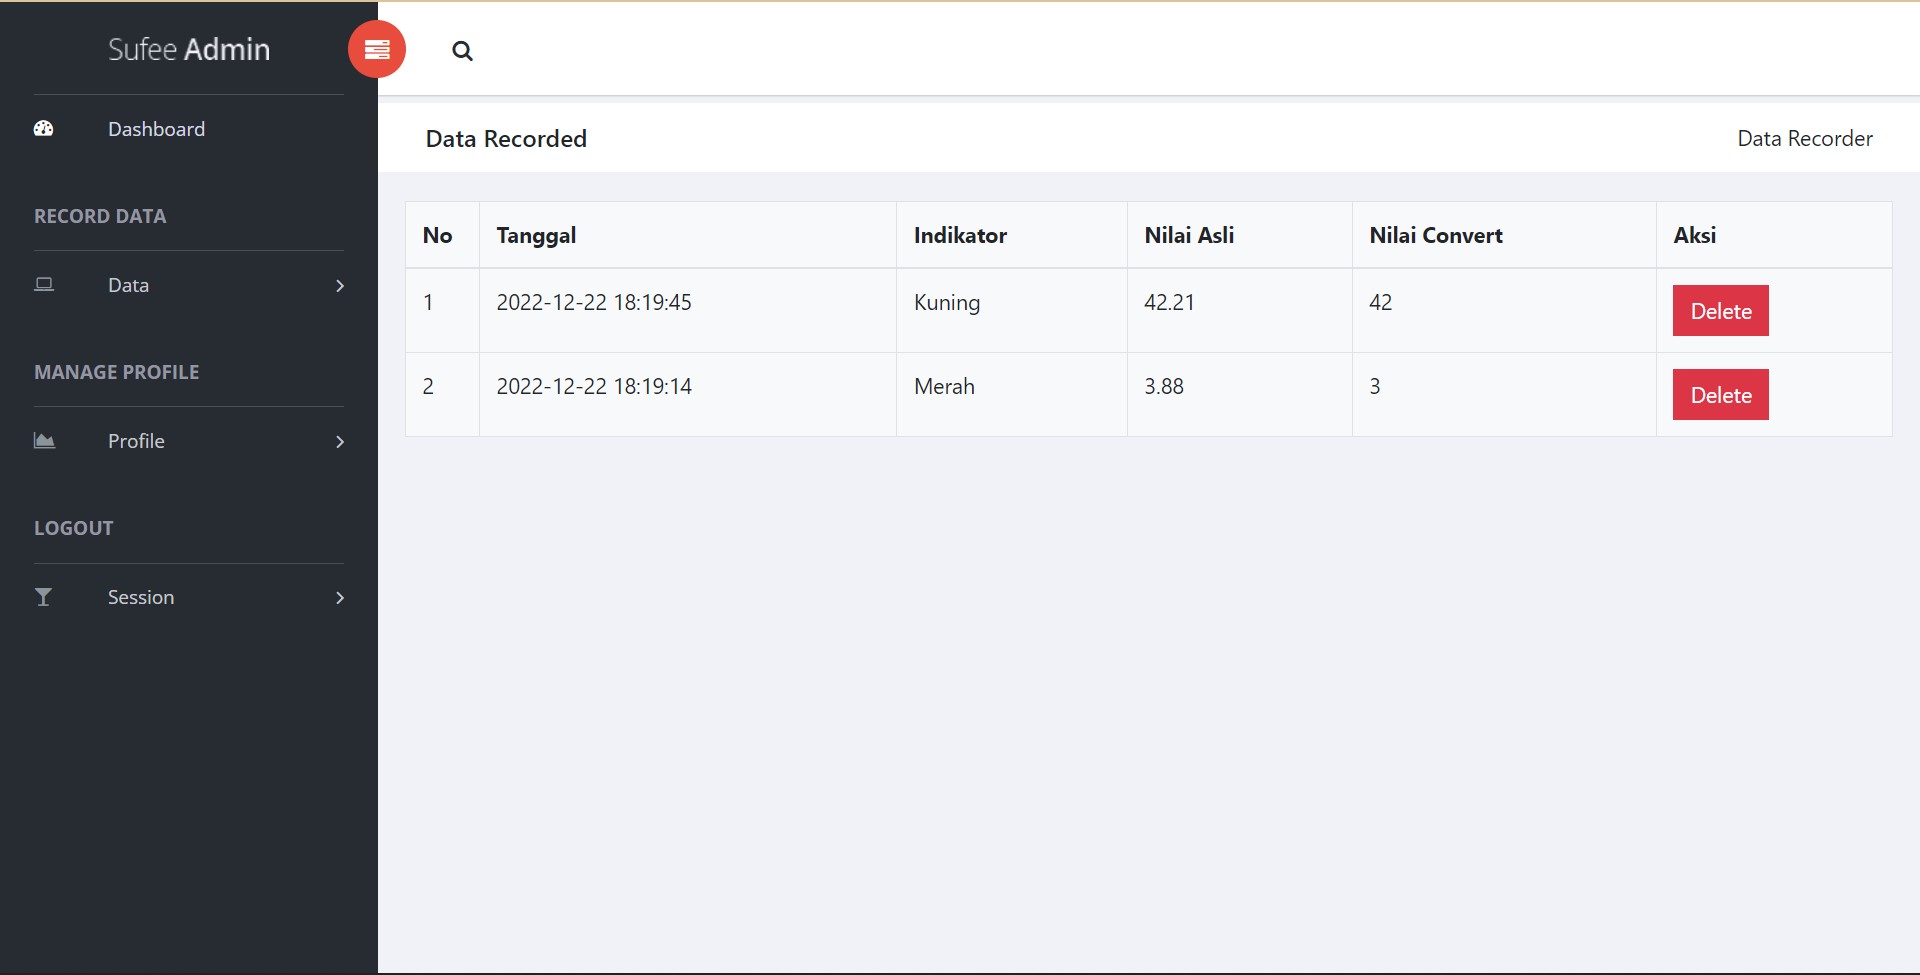 Sufee Admin
Dashboard
RECORD DATA
Data
MANAGE PROFILE
Profile
LOGOUT
Session
Data Recorded
Data Recorder
No Tanggal Indikator Nilai Asli Nilai Convert Aksi
1 2022-12-22 18:19:45 Kuning 42.21 42 Delete
2 2022-12-22 18:19:14 Merah 3.88 3 Delete